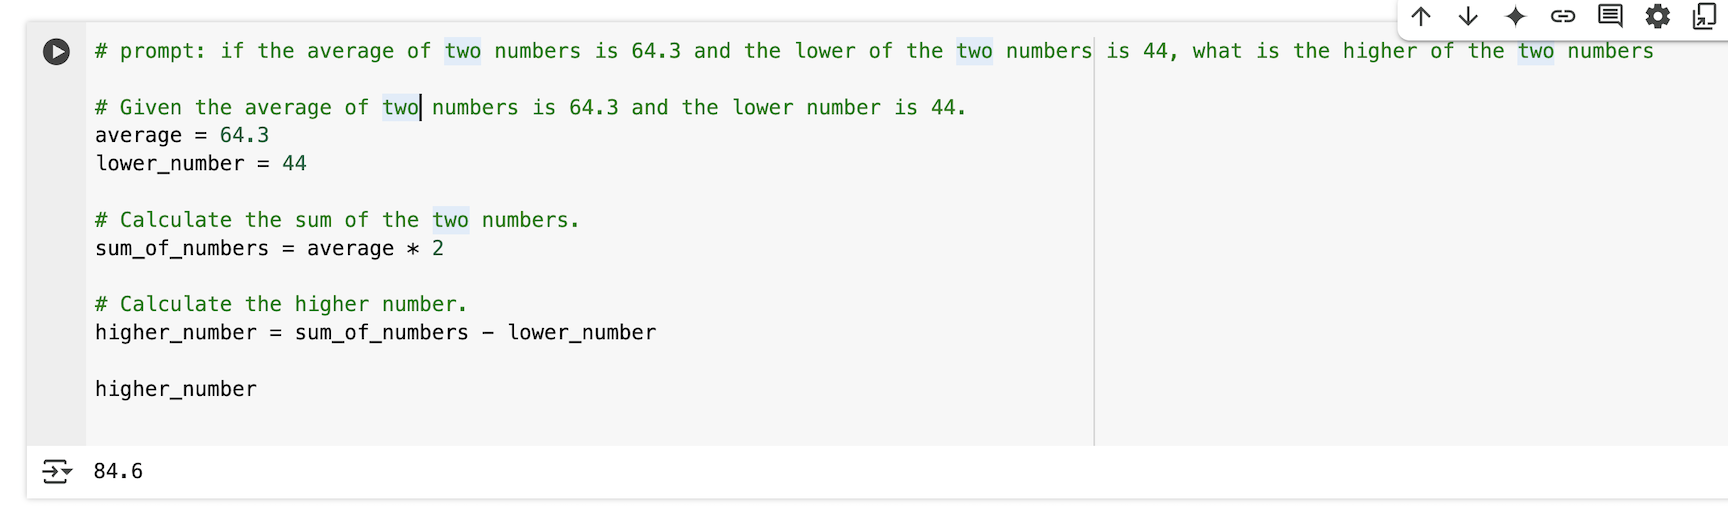 # prompt: if the average of two numbers is 64.3 and the lower of the two numbers is 44, what is the higher of the two numbers
# Given the average of two numbers is 64.3 and the lower number is 44.
average = 64.3
lower_number = 44
# Calculate the sum of the two numbers.
sum_of_numbers = average * 2
# Calculate the higher number.
higher_number = sum_of_numbers - lower_number
higher_number
84.6